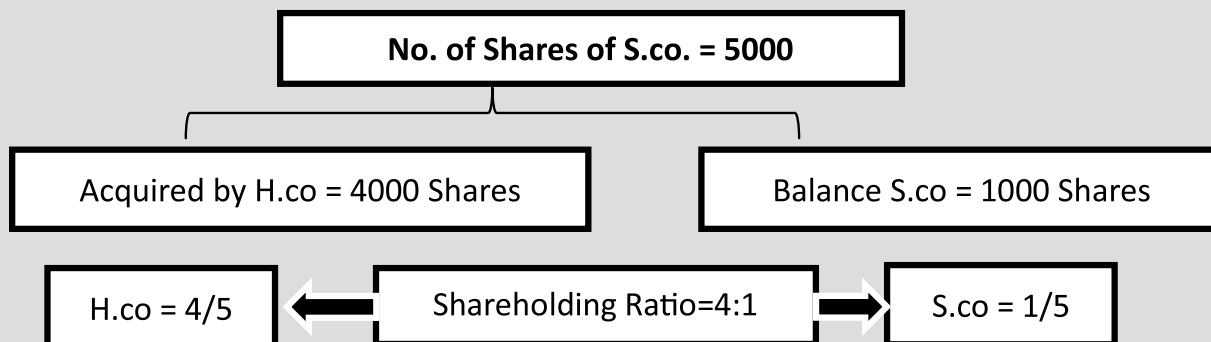 No. of Shares of S.co. = 5000
Acquired by H.co = 4000 Shares
Balance S.co = 1000 Shares
H.co = 4/5
Shareholding Ratio=4:1
S.co = 1/5